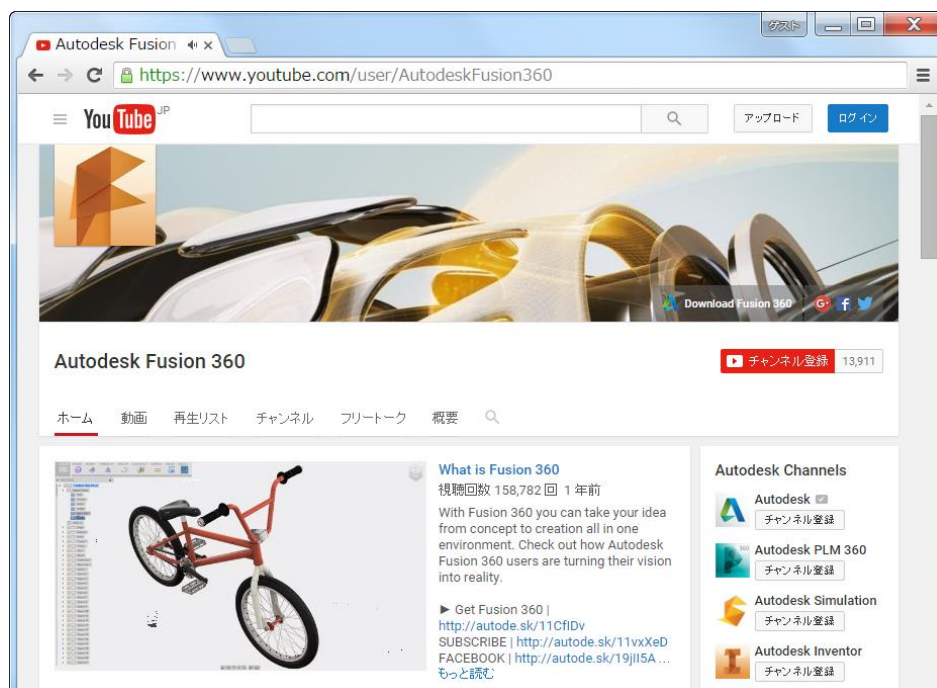 ゲスト
Autodesk Fusion
https://www.youtube.com/user/AutodeskFusion360
YouTube JP
アップロード
ログイン
Download Fusion 360
Autodesk Fusion 360
チャンネル登録 13,911
ホーム 動画 再生リスト チャンネル フリートーク 概要
What is Fusion 360
視聴回数 158,782 回 1 年前
With Fusion 360 you can take your idea
from concept to creation all in one
environment. Check out how Autodesk
Fusion 360 users are turning their vision
into reality.
► Get Fusion 360 |
http://autode.sk/11CfIDv
SUBSCRIBE | http://autode.sk/11vxXeD
FACEBOOK | http://autode.sk/19jII5A ...
もっと読む
Autodesk Channels
Autodesk
チャンネル登録
Autodesk PLM 360
チャンネル登録
Autodesk Simulation
チャンネル登録
Autodesk Inventor
チャンネル登録